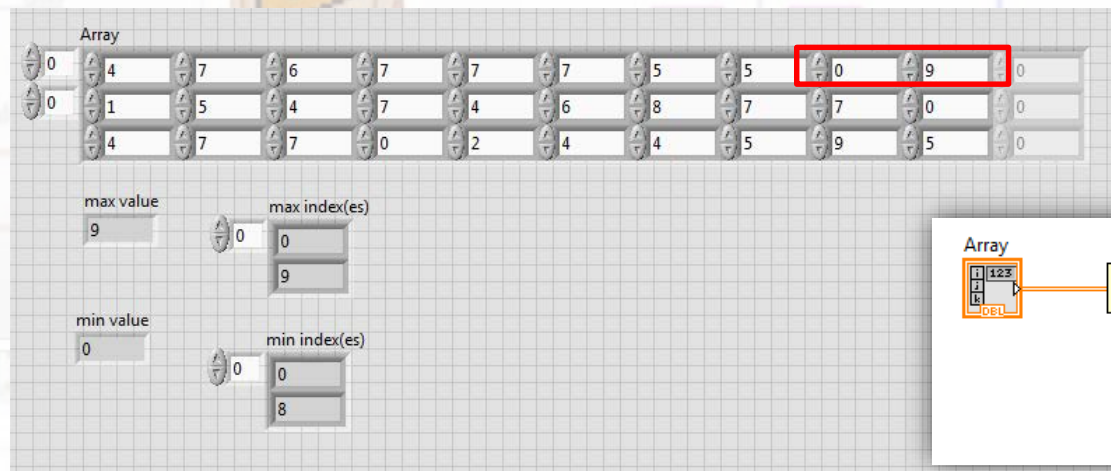 Array
0 4 7 6 7 7 7 5 5 0 9 0
0 1 5 4 7 4 6 8 7 7 0 0
4 7 7 0 2 4 4 5 9 5 0
max value
9
max index(es)
0 0
9
min value
0
min index(es)
0 0
8
Array
i 123
j
k
DBL